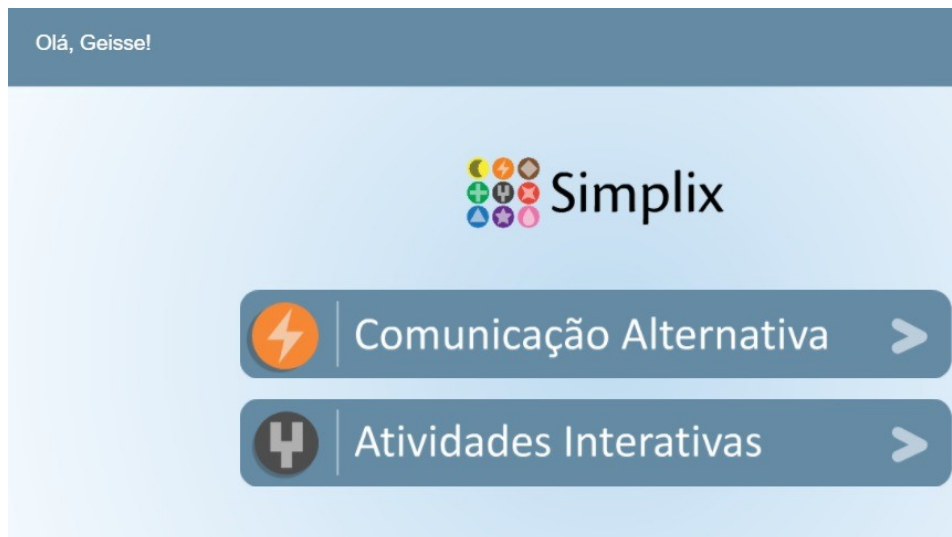 Olá, Geisse!
Simplix
Comunicação Alternativa
Atividades Interativas